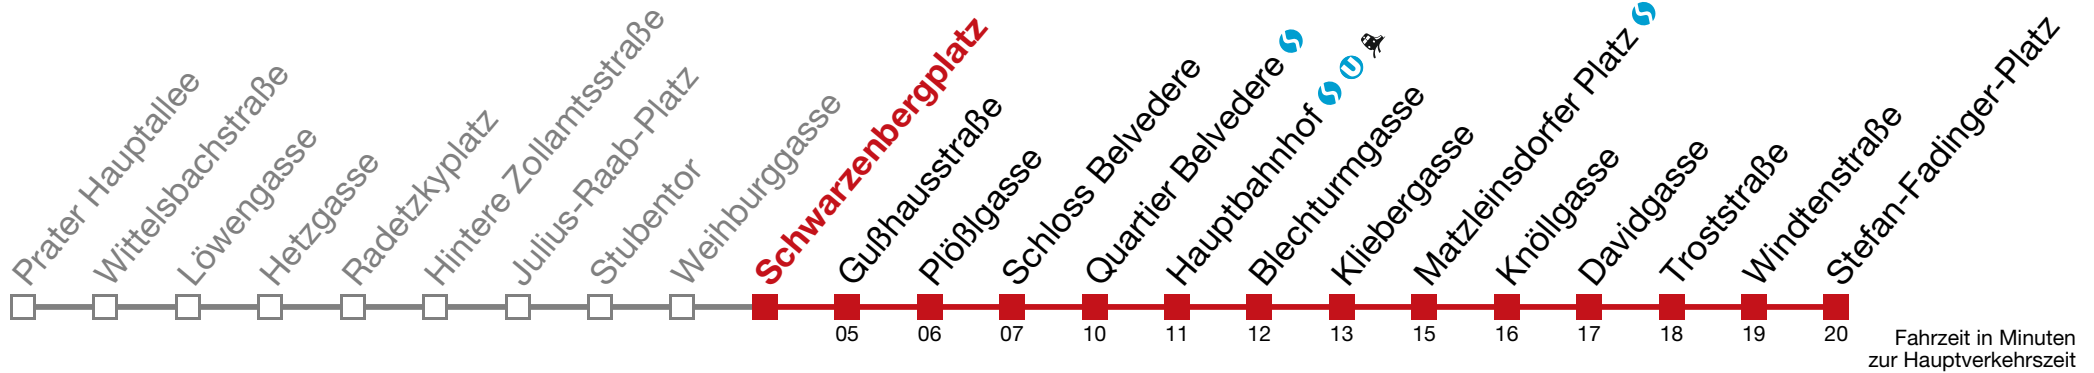 Prater Hauptallee
Wittelsbachstraße
Löwengasse
Hetzgasse
Radetzkyplatz
Hintere Zollamtsstraße
Julius-Raab-Platz
Stubentor
Weihburggasse
Schwarzenbergplatz
Gußhausstraße
Plößlgasse
Schloss Belvedere
Quartier Belvedere S
Hauptbahnhof S U
Blechturmgasse
Kliebergasse
Matzleinsdorfer Platz S
Knöllgasse
Davidgasse
Troststraße
Windtenstraße
Stefan-Fadinger-Platz
05 06 07 10 11 12 13 15 16 17 18 19 20
Fahrzeit in Minuten
zur Hauptverkehrszeit